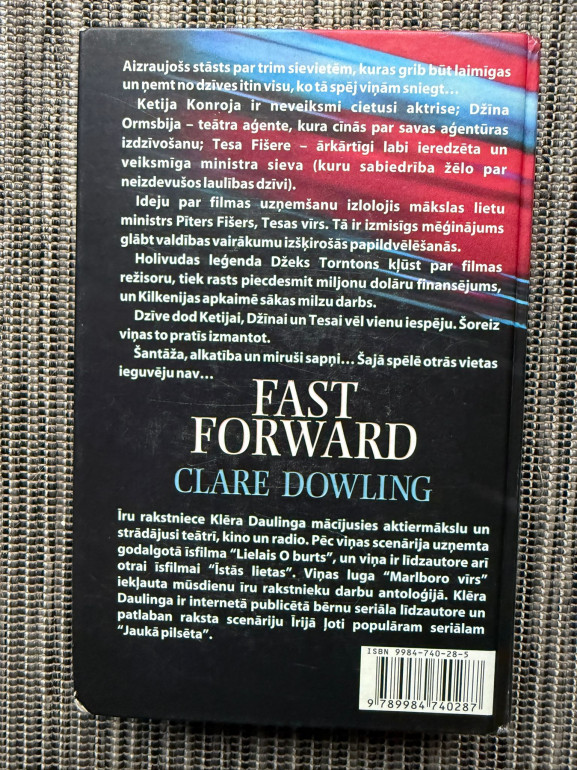 Aizraujošs stāsts par trim sievietēm, kuras grib būt laimīgas
un ņemt no dzīves itin visu, ko tā spēj viņām sniegt...
Ketija Konroja ir neveiksmi cietusi aktrise; Džīna
Ormsbija – teātra aģente, kura cīnās par savas aģentūras
izdzīvošanu; Tesa Fišere – ārkārtīgi labi ieredzēta un
veiksmīga ministra sieva (kuru sabiedrība žēlo par
neizdevušos laulības dzīvi).
Ideju par filmas uzņemšanu izlolojis mākslas lietu
ministrs Pīters Fišers, Tesas vīrs. Tā ir izmisīgs mēģinājums
glābt valdības vairākumu izšķirošās papildvēlēšanās.
Holivudas leģenda Džeks Torntons kļūst par filmas
režisoru, tiek rasts piecdesmit miljonu dolāru finansējums,
un Kilkenijas apkaimē sākas milzu darbs.
Dzīve dod Ketijai, Džīnai un Tesai vēl vienu iespēju. Šoreiz
viņas to pratīs izmantot.
Šantāža, alkatība un miruši sapņi... Šajā spēlē otrās vietas
ieguvēju nav...
FAST
FORWARD
CLARE DOWLING
Īru rakstniece Klēra Daulinga mācījusies aktiermākslu un
strādājusi teātrī, kino un radio. Pēc viņas scenārija uzņemta
godalgotā īsfilma “Lielais O burts”, un viņa ir līdzautore arī
otrai īsfilmai “Īstās lietas”. Viņas luga “Marlboro vīrs”
iekļauta mūsdienu īru rakstnieku darbu antoloģijā. Klēra
Daulinga ir internetā publicētā bērnu seriāla līdzautore un
patlaban raksta scenāriju Īrijā ļoti populāram seriālam
“Jaukā pilsēta”.
ISBN 9984-740-28-5
9 789984 740287